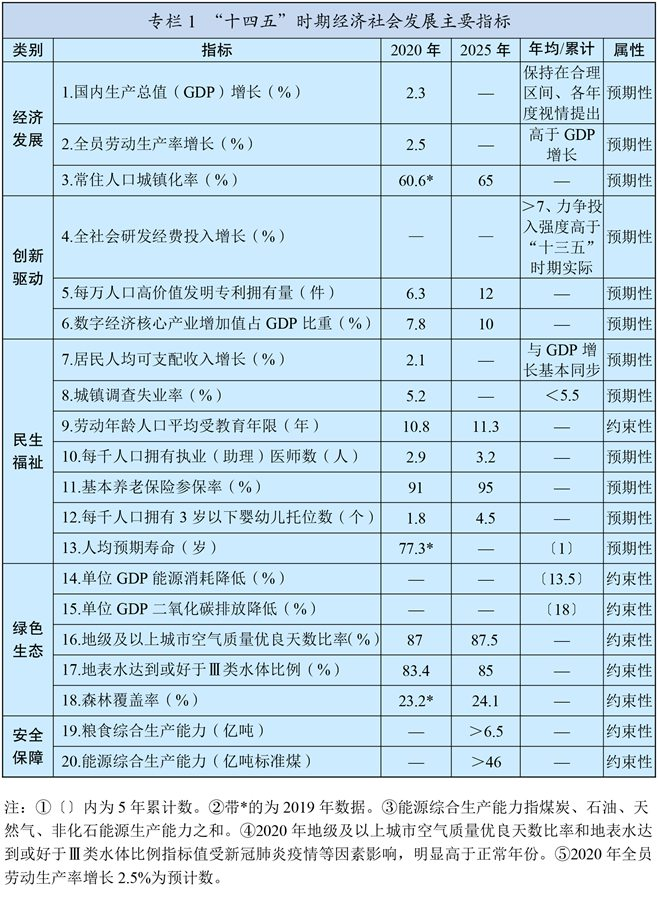 专栏 1 “十四五”时期经济社会发展主要指标
类别 指标 2020 年 2025 年 年均/累计 属性
经济发展 1.国内生产总值（GDP）增长（%） 2.3 — 保持在合理区间、各年度视情提出 预期性
2.全员劳动生产率增长（%） 2.5 — 高于 GDP 增长 预期性
3.常住人口城镇化率（%） 60.6* 65 — 预期性
创新驱动 4.全社会研发经费投入增长（%） — — ＞7、力争投入强度高于“十三五”时期实际 预期性
5.每万人口高价值发明专利拥有量（件） 6.3 12 — 预期性
6.数字经济核心产业增加值占 GDP 比重（%） 7.8 10 — 预期性
民生福祉 7.居民人均可支配收入增长（%） 2.1 — 与 GDP 增长基本同步 预期性
8.城镇调查失业率（%） 5.2 — ＜5.5 预期性
9.劳动年龄人口平均受教育年限（年） 10.8 11.3 — 约束性
10.每千人口拥有执业（助理）医师数（人） 2.9 3.2 — 预期性
11.基本养老保险参保率（%） 91 95 — 预期性
12.每千人口拥有 3 岁以下婴幼儿托位数（个） 1.8 4.5 — 预期性
13.人均预期寿命（岁） 77.3* — 〔1〕 预期性
绿色生态 14.单位 GDP 能源消耗降低（%） — — 〔13.5〕 约束性
15.单位 GDP 二氧化碳排放降低（%） — — 〔18〕 约束性
16.地级及以上城市空气质量优良天数比率(%) 87 87.5 — 约束性
17.地表水达到或好于Ⅲ类水体比例（%） 83.4 85 — 约束性
18.森林覆盖率（%） 23.2* 24.1 — 约束性
安全保障 19.粮食综合生产能力（亿吨） — ＞6.5 — 约束性
20.能源综合生产能力（亿吨标准煤） — ＞46 — 约束性
注：①〔〕内为 5 年累计数。②带*的为 2019 年数据。③能源综合生产能力指煤炭、石油、天
然气、非化石能源生产能力之和。④2020 年地级及以上城市空气质量优良天数比率和地表水达
到或好于Ⅲ类水体比例指标值受新冠肺炎疫情等因素影响，明显高于正常年份。⑤2020 年全员
劳动生产率增长 2.5%为预计数。